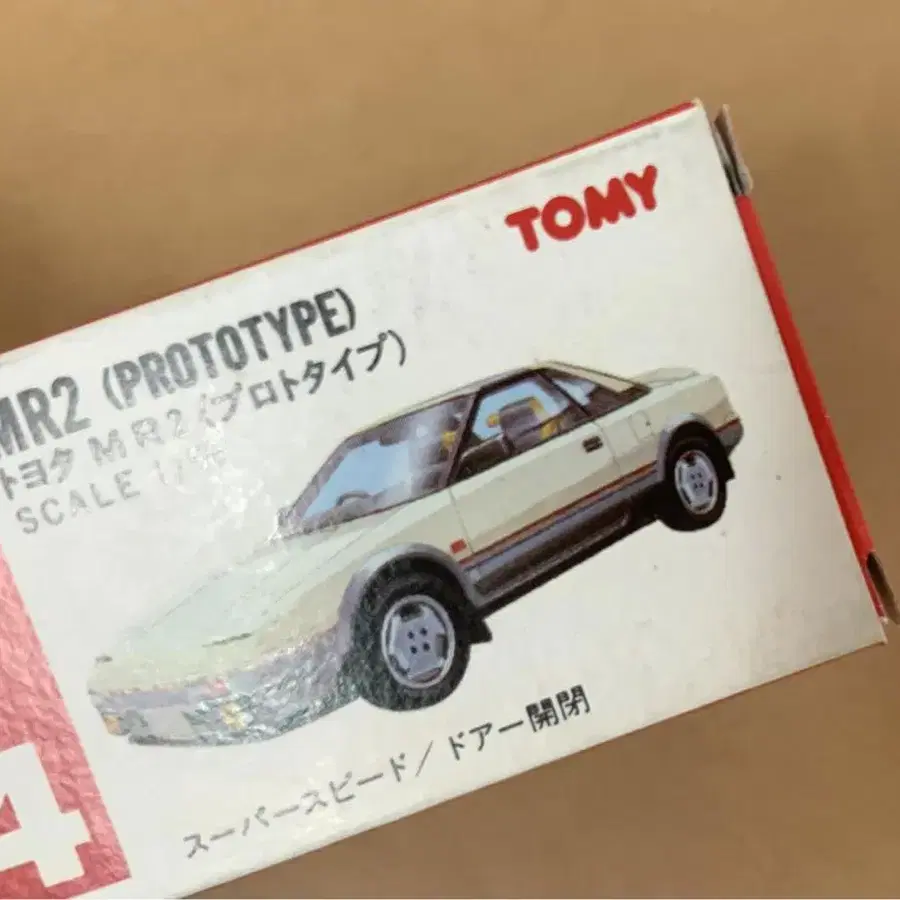 TOMY
MR2 (PROTOTYPE)
トヨタ MR2(プロトタイプ)
SCALE
スーパースピード/ドアー開閉
4